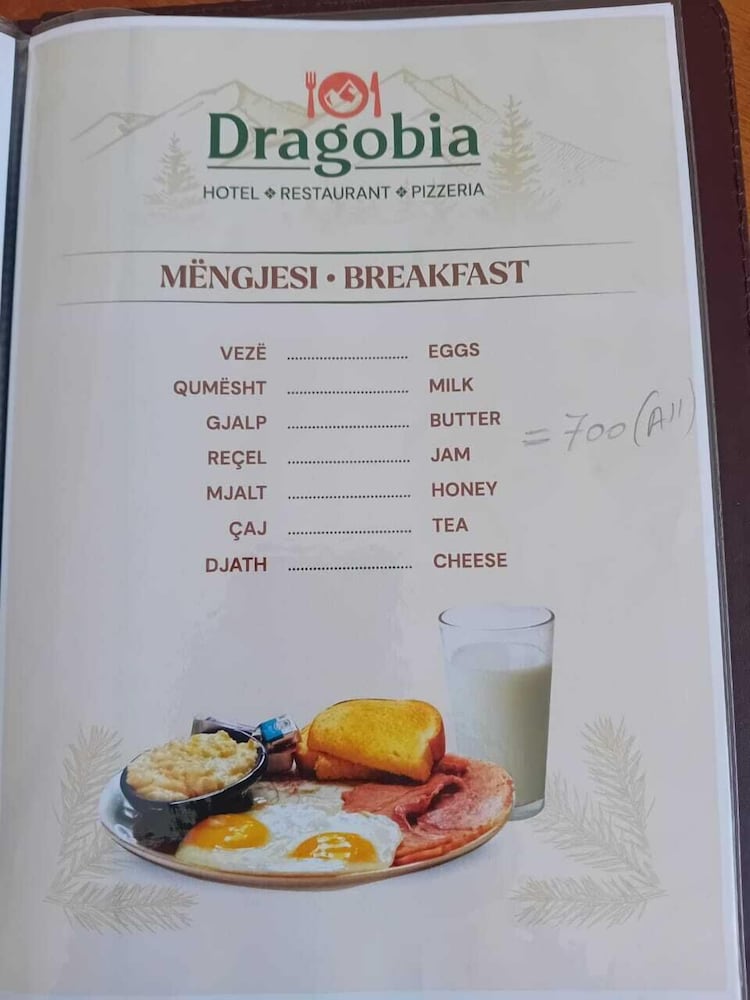 Dragobia
HOTEL ❖ RESTAURANT ❖ PIZZERIA
MËNGJESI • BREAKFAST
VEZË ........................... EGGS
QUMËSHT ........................... MILK
GJALP ........................... BUTTER
REÇEL ........................... JAM
= 700 (All)
MJALT ........................... HONEY
ÇAJ ........................... TEA
DJATH ........................... CHEESE